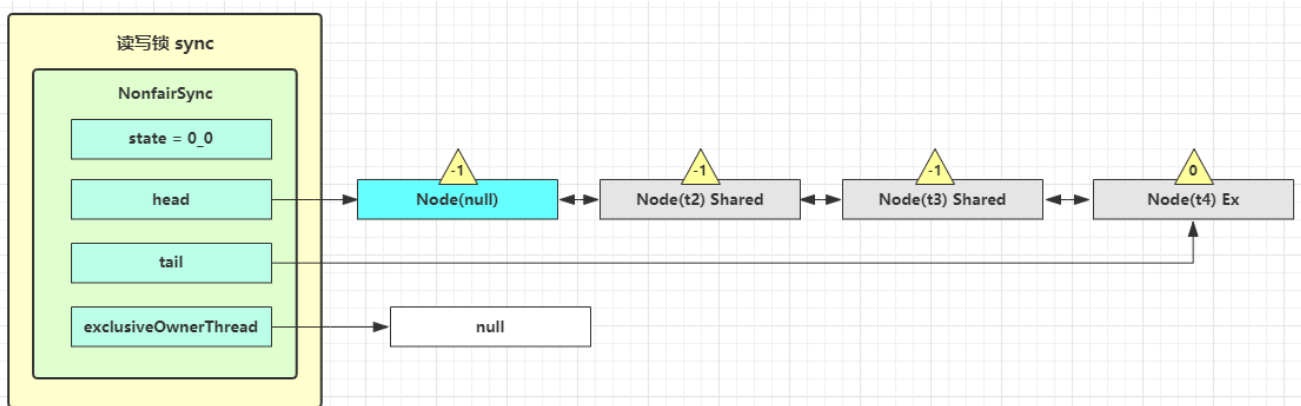 读写锁 sync
NonfairSync
state = 0_0
head
tail
exclusiveOwnerThread
-1
Node(null)
-1
Node(t2) Shared
-1
Node(t3) Shared
0
Node(t4) Ex
null